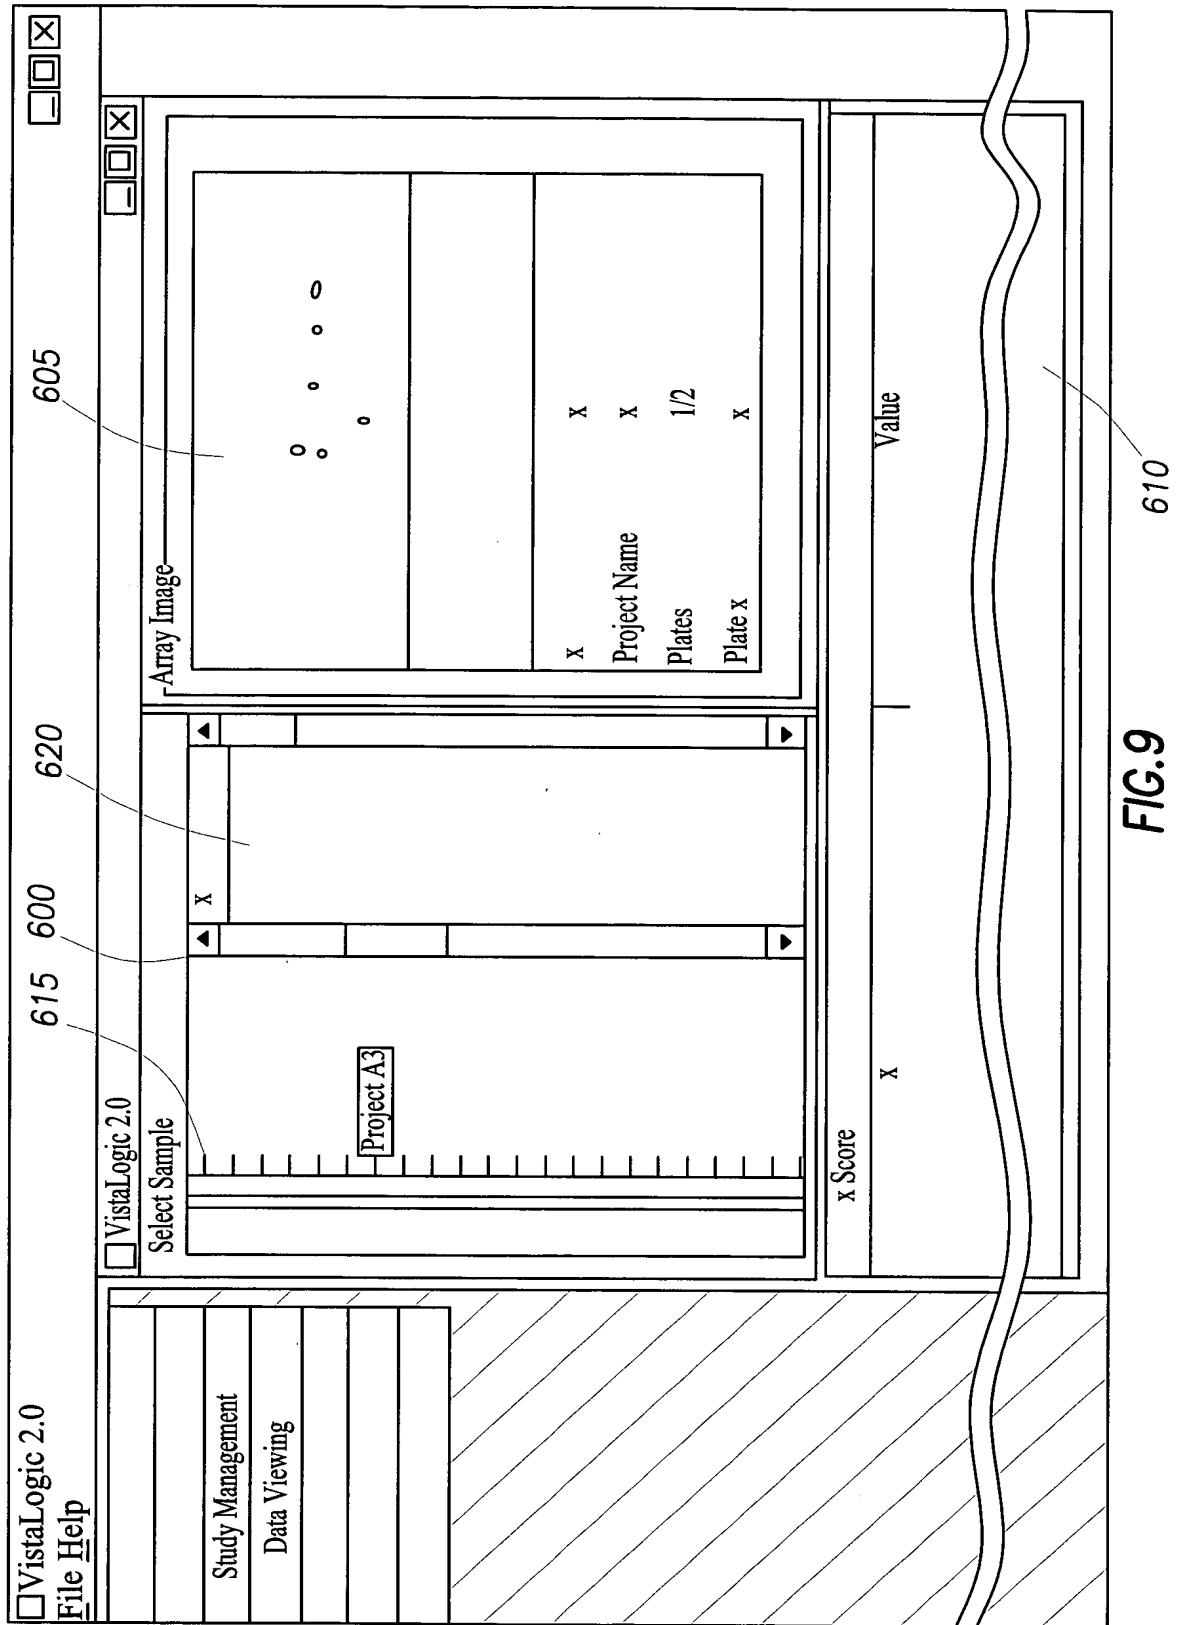 VistaLogic 2.0
File Help
605
620
600
615
VistaLogic 2.0
Study Management
Data Viewing
Select Sample
x
Project A3
Array Image
x x
Project Name x
Plates 1/2
Plate x x
x Score
x Value
610
FIG.9